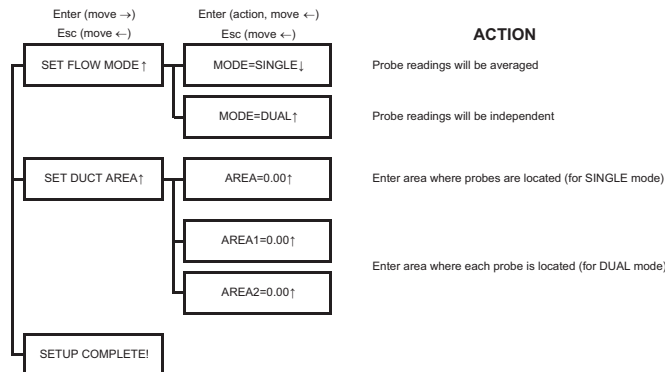 Enter (move →)
Esc (move ←)
Enter (action, move ←)
Esc (move ←)
ACTION
SET FLOW MODE↑
MODE=SINGLE↓
Probe readings will be averaged
MODE=DUAL↑
Probe readings will be independent
SET DUCT AREA↑
AREA=0.00↑
Enter area where probes are located (for SINGLE mode)
AREA1=0.00↑
Enter area where each probe is located (for DUAL mode)
AREA2=0.00↑
SETUP COMPLETE!